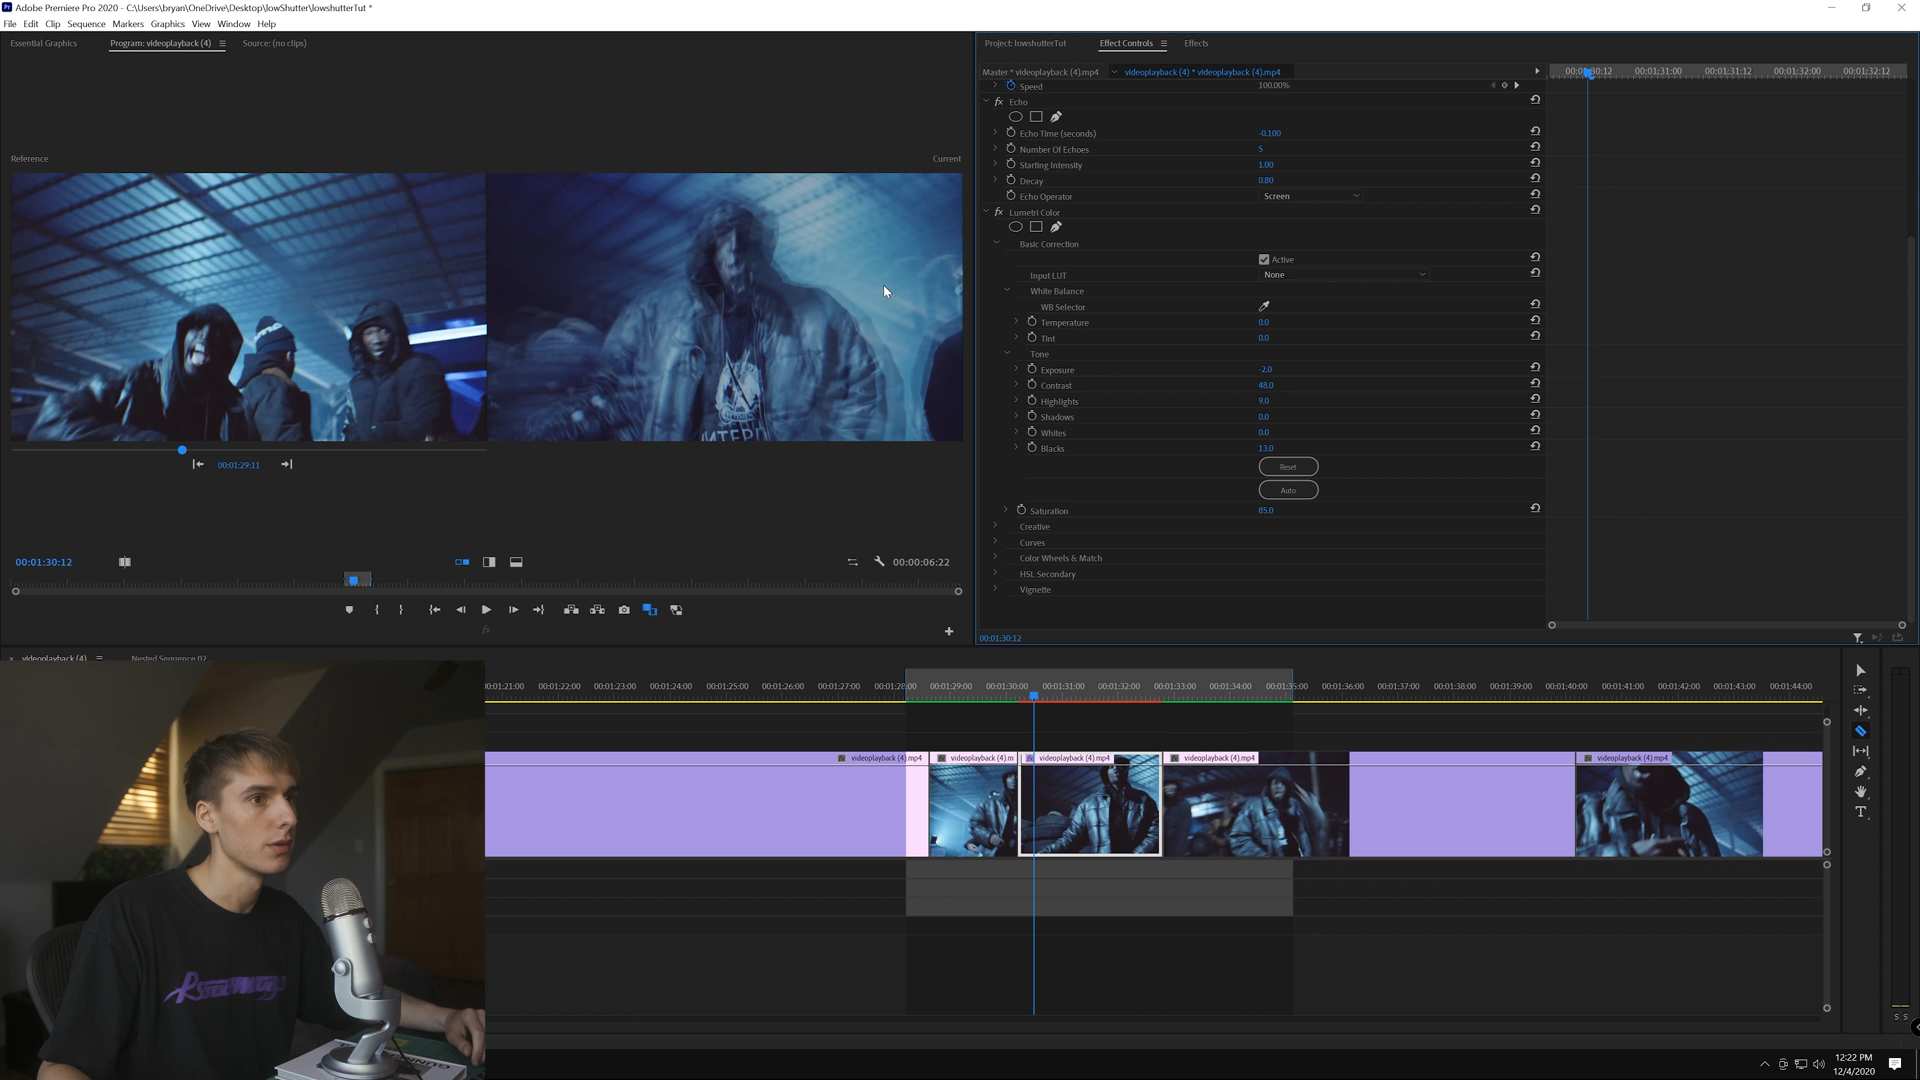 Adobe Premiere Pro 2020 - C:\Users\bryan\OneDrive\Desktop\lowShutter\lowshutterTut *
File Edit Clip Sequence Markers Graphics View Window Help
Essential Graphics
Program: videoplayback (4)
Source: (no clips)
Reference
Current
00:01:29:11
00:01:30:12
00:00:06:22
fx
Project: lowshutterTut
Effect Controls
Effects
Master * videoplayback (4).mp4
videoplayback (4) * videoplayback (4).mp4
00:01:30:12 00:01:31:00 00:01:31:12 00:01:32:00 00:01:32:12
Speed 100.00%
fx Echo
Echo Time (seconds) -0.100
Number Of Echoes 5
Starting Intensity 1.00
Decay 0.80
Echo Operator Screen
fx Lumetri Color
Basic Correction
Active
Input LUT None
White Balance
WB Selector
Temperature 0.0
Tint 0.0
Tone
Exposure -2.0
Contrast 48.0
Highlights 9.0
Shadows 0.0
Whites 0.0
Blacks 13.0
Reset
Auto
Saturation 85.0
Creative
Curves
Color Wheels & Match
HSL Secondary
Vignette
00:01:30:12
videoplayback (4)
Nested Sequence 02
00:01:21:00 00:01:22:00 00:01:23:00 00:01:24:00 00:01:25:00 00:01:26:00 00:01:27:00 00:01:28:00 00:01:29:00 00:01:30:00 00:01:31:00 00:01:32:00 00:01:33:00 00:01:34:00 00:01:35:00 00:01:36:00 00:01:37:00 00:01:38:00 00:01:39:00 00:01:40:00 00:01:41:00 00:01:42:00 00:01:43:00 00:01:44:00
videoplayback (4).mp4
videoplayback (4).m
videoplayback (4).mp4
videoplayback (4).mp4
videoplayback (4).mp4
S S
12:22 PM
12/4/2020